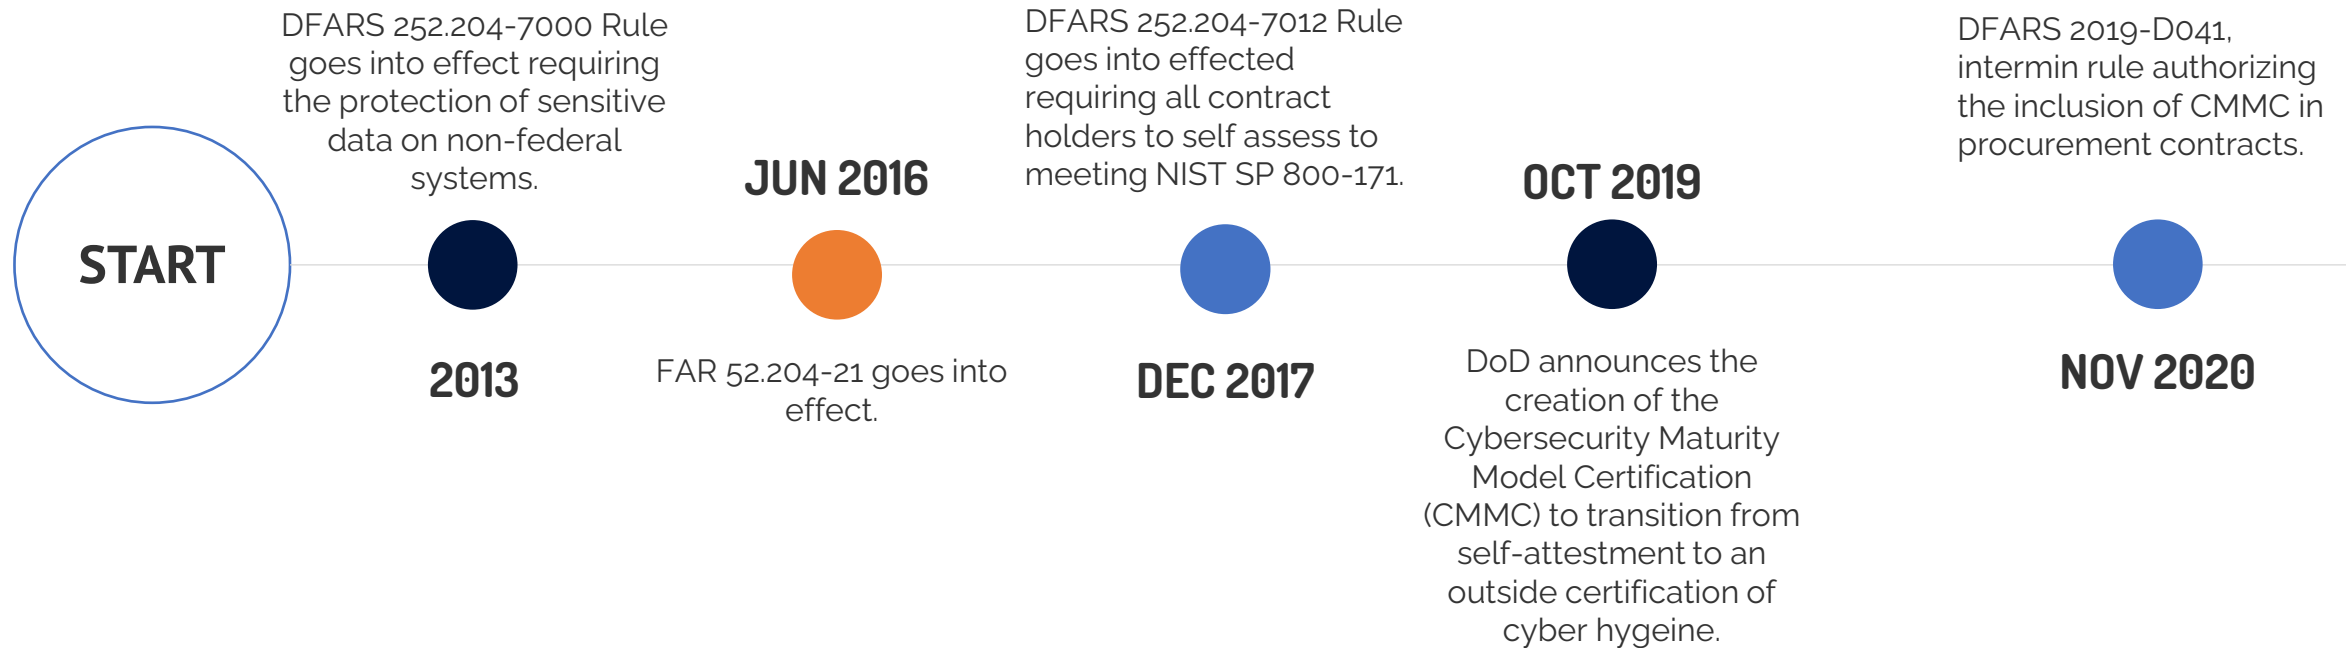 START
DFARS 252.204-7000 Rule
goes into effect requiring
the protection of sensitive
data on non-federal
systems.
2013
JUN 2016
FAR 52.204-21 goes into
effect.
DFARS 252.204-7012 Rule
goes into effected
requiring all contract
holders to self assess to
meeting NIST SP 800-171.
DEC 2017
OCT 2019
DoD announces the
creation of the
Cybersecurity Maturity
Model Certification
(CMMC) to transition from
self-attestment to an
outside certification of
cyber hygeine.
DFARS 2019-D041,
intermin rule authorizing
the inclusion of CMMC in
procurement contracts.
NOV 2020